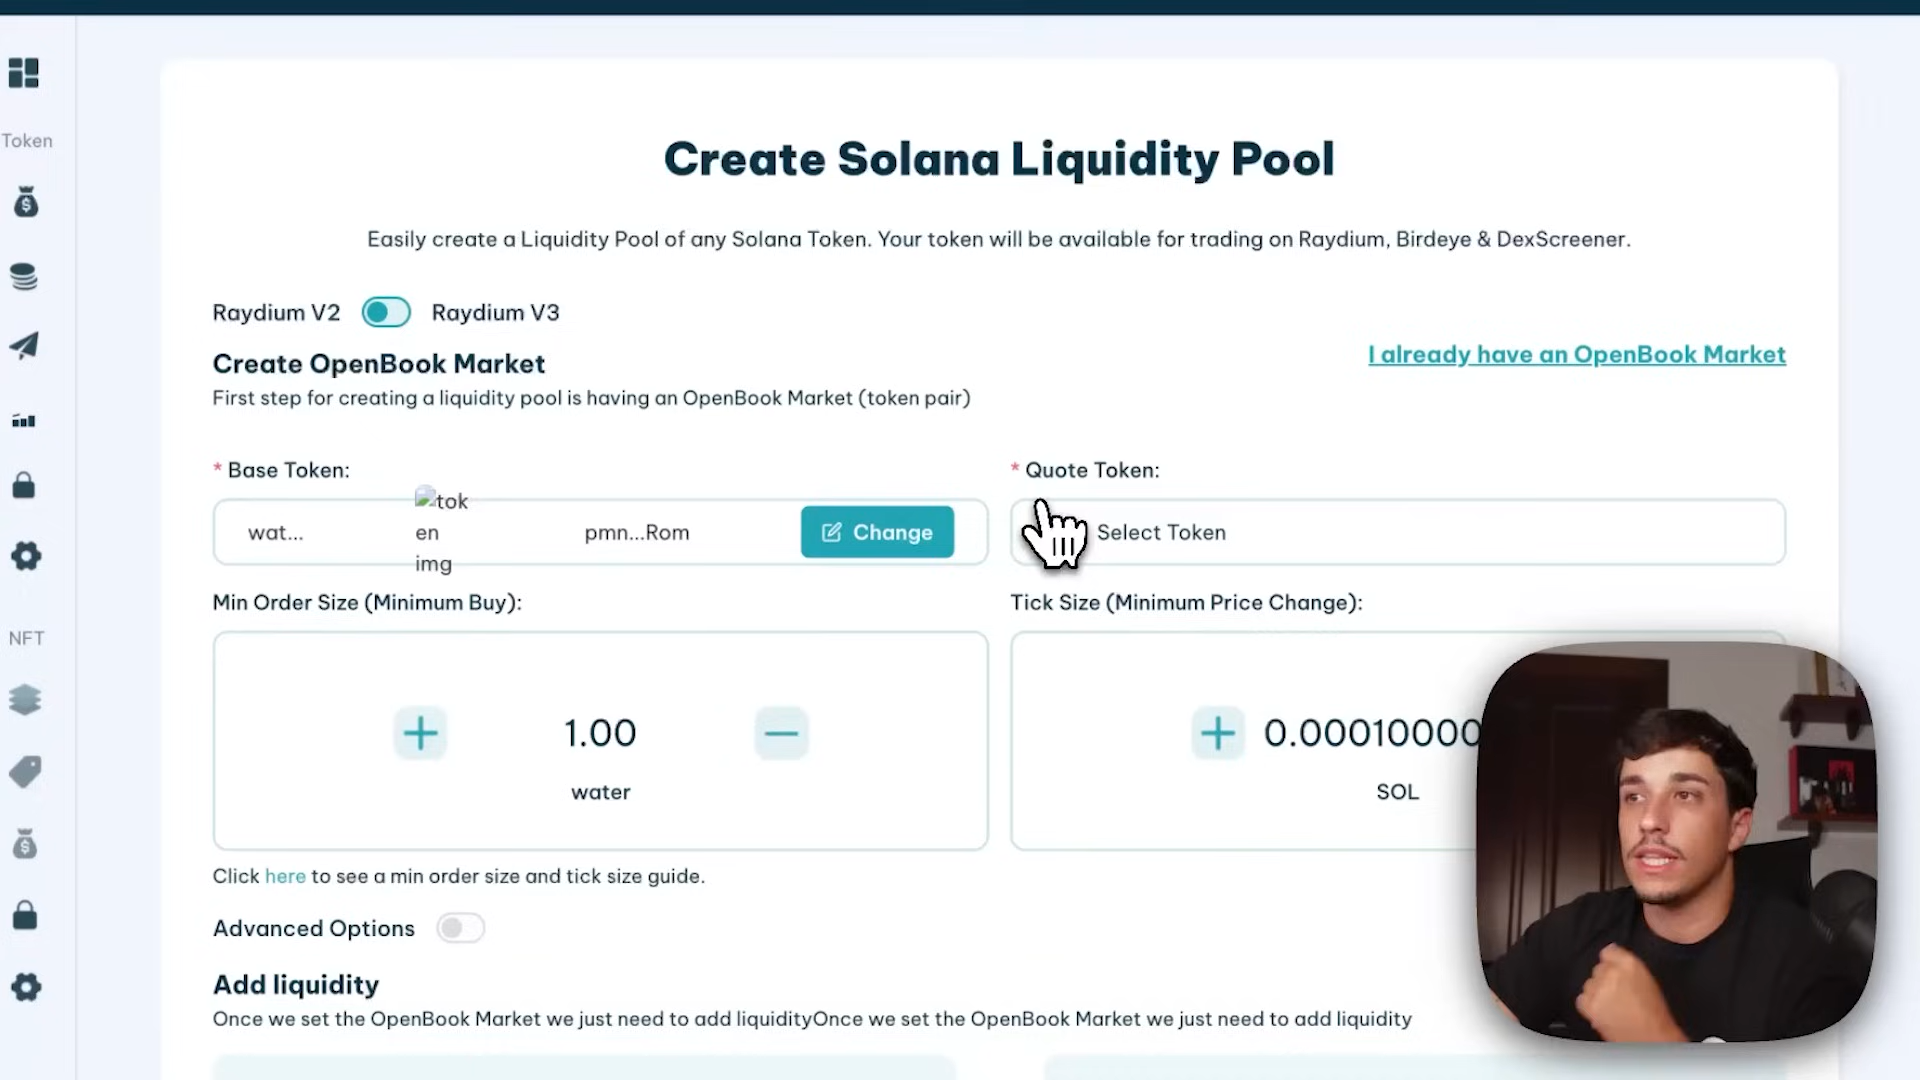 Token
NFT
Create Solana Liquidity Pool
Easily create a Liquidity Pool of any Solana Token. Your token will be available for trading on Raydium, Birdeye & DexScreener.
Raydium V2
Raydium V3
Create OpenBook Market
I already have an OpenBook Market
First step for creating a liquidity pool is having an OpenBook Market (token pair)
* Base Token:
wat...
tok
en
img
pmn...Rom
Change
* Quote Token:
Select Token
Min Order Size (Minimum Buy):
1.00
water
Tick Size (Minimum Price Change):
0.00010000
SOL
Click here to see a min order size and tick size guide.
Advanced Options
Add liquidity
Once we set the OpenBook Market we just need to add liquidityOnce we set the OpenBook Market we just need to add liquidity